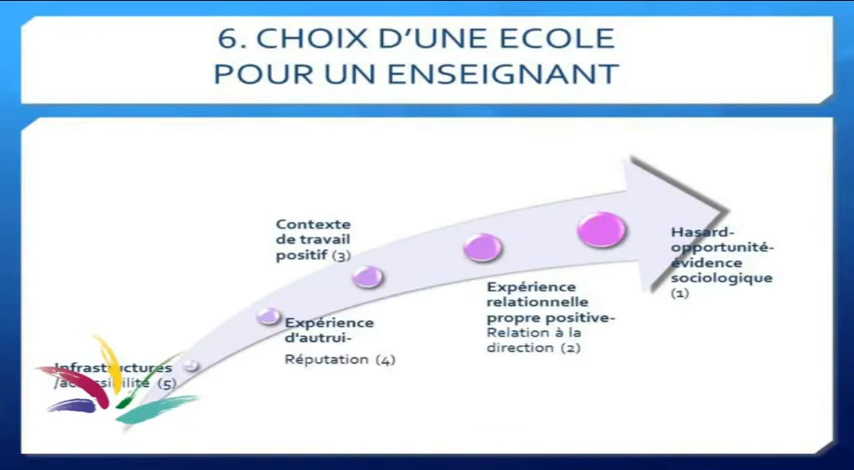 6. CHOIX D'UNE ECOLE
POUR UN ENSEIGNANT
Contexte
de travail
positif (3)
Hasard-
opportunité-
évidence
sociologique
(1)
Expérience
relationnelle
propre positive-
Relation à la
direction (2)
Expérience
d'autrui-
Réputation (4)
Infrastructures
/accessibilité (5)